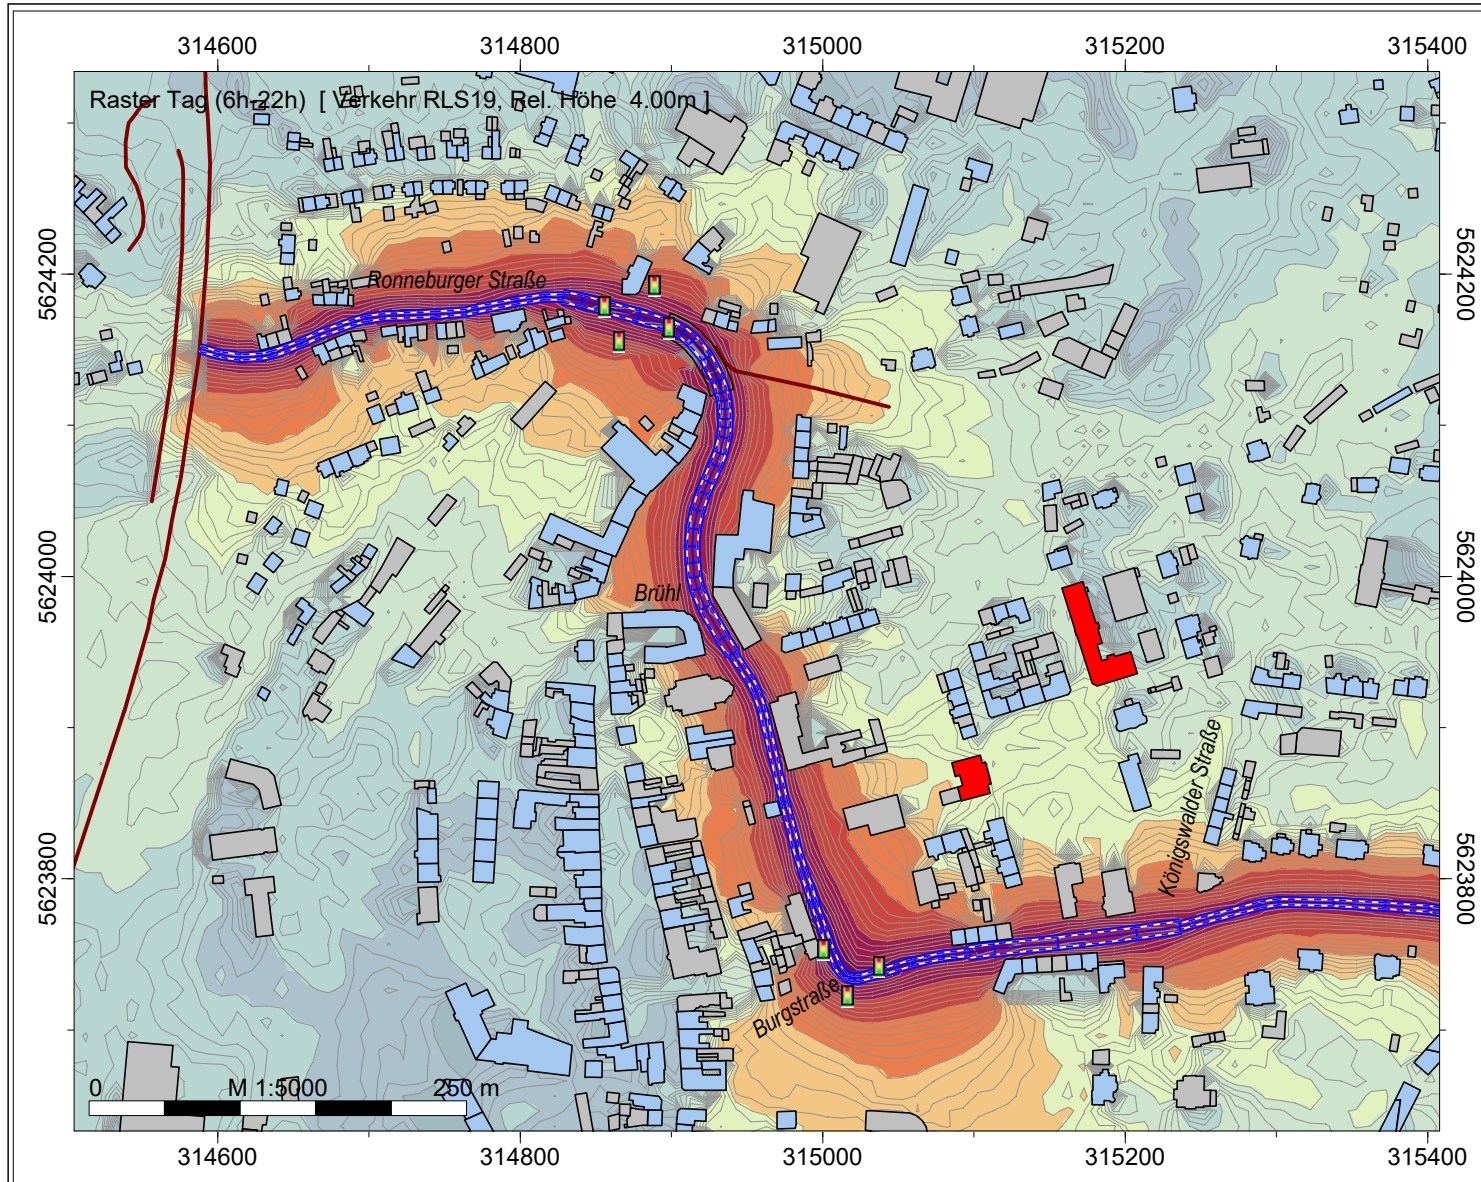 314600 314800 315000 315200 315400
Raster Tag (6h-22h) [ Verkehr RLS19, Rel. Höhe 4.00m ]
5624200 5624200
Ronneburger Straße
5624000 5624000
Brühl
Königswalder Straße
5623800 5623800
Burgstraße
0 M 1:5000 250 m
314600 314800 315000 315200 315400